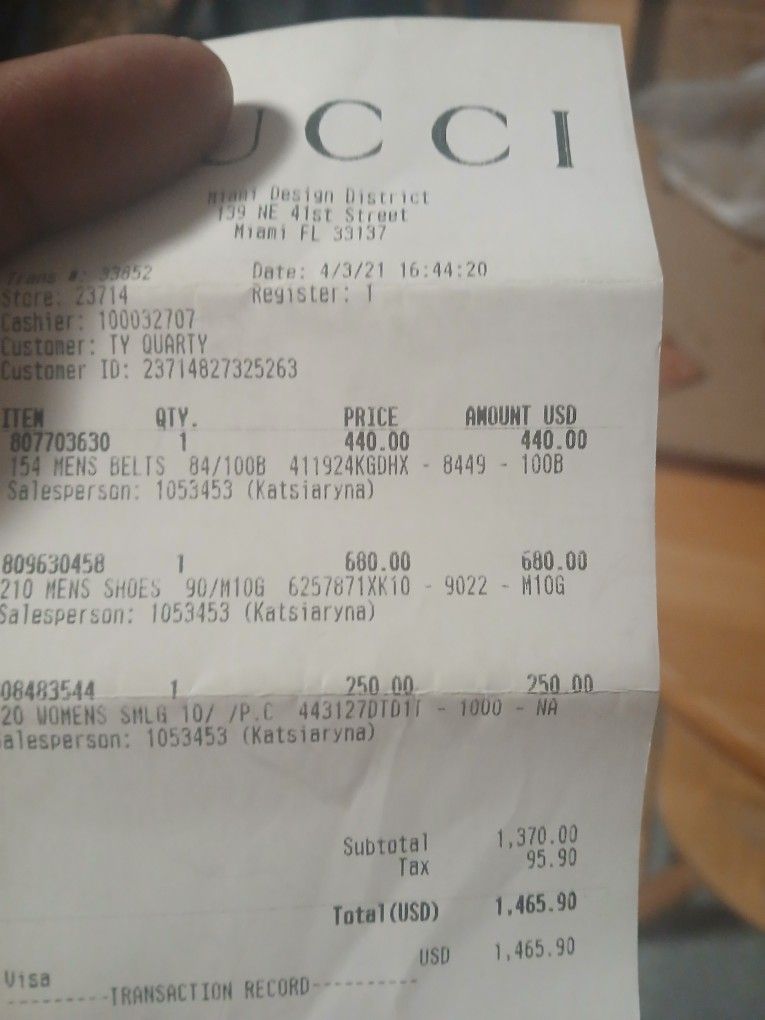 UCCI
Miami Design District
139 NE 41st Street
Miami FL 33137
Trans #: 33852 Date: 4/3/21 16:44:20
Store: 23714 Register: 1
Cashier: 100032707
Customer: TY QUARTY
Customer ID: 23714827325263
ITEM QTY. PRICE AMOUNT USD
807703630 1 440.00 440.00
154 MENS BELTS 84/100B 411924KGDHX - 8449 - 100B
Salesperson: 1053453 (Katsiaryna)
809630458 1 680.00 680.00
210 MENS SHOES 90/M10G 6257871XK10 - 9022 - M10G
Salesperson: 1053453 (Katsiaryna)
08483544 1 250.00 250.00
20 WOMENS SMLG 10/ /P.C 443127DTD1T - 1000 - NA
alesperson: 1053453 (Katsiaryna)
Subtotal 1,370.00
Tax 95.90
Total(USD) 1,465.90
USD 1,465.90
Visa
---------TRANSACTION RECORD----------